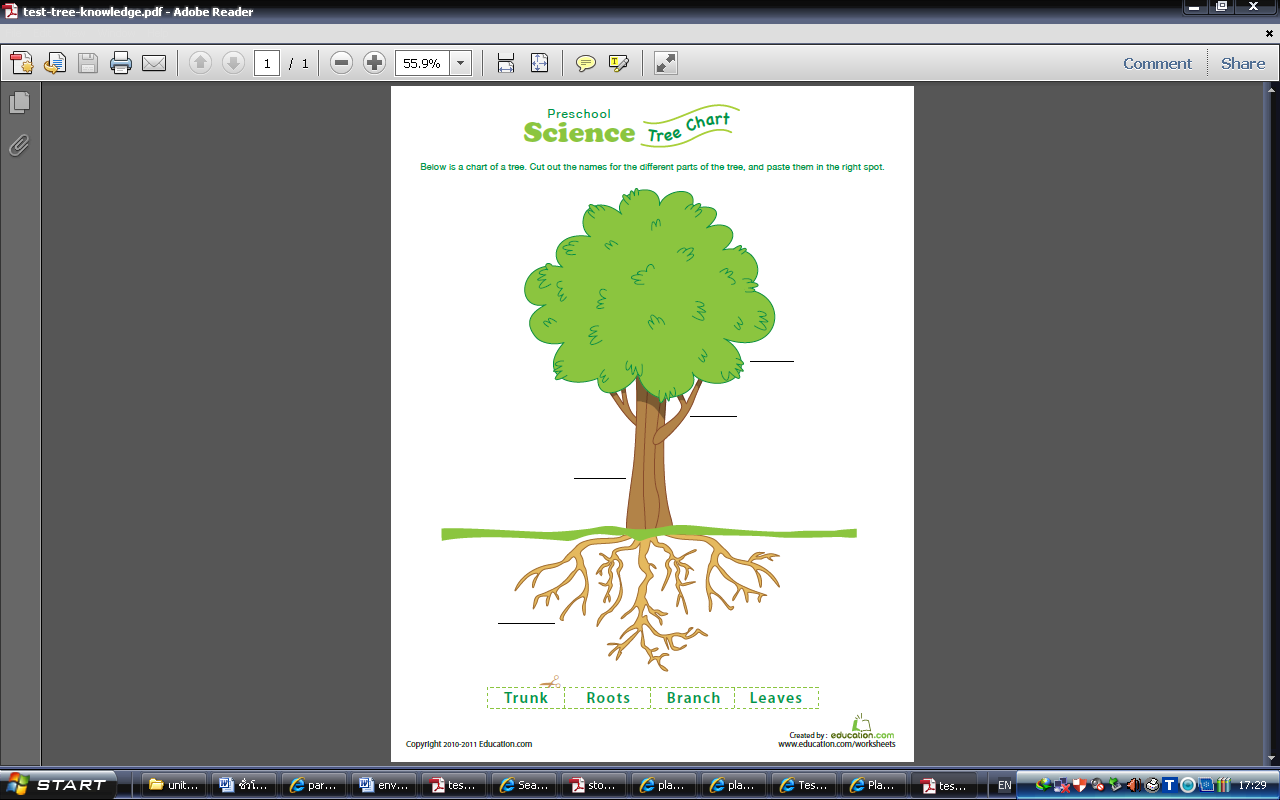 test-tree-knowledge.pdf - Adobe Reader
1 / 1
55.9%
Comment
Share
Preschool
Science
Tree Chart
Below is a chart of a tree. Cut out the names for the different parts of the tree, and paste them in the right spot.
Trunk Roots Branch Leaves
Copyright 2010-2011 Education.com
Created by: education.com
www.education.com/worksheets
START
unit...
ชั่วโ...
par...
env...
tes...
Sea...
sto...
pla...
pla...
Tes...
Pla...
tes...
EN
17:29